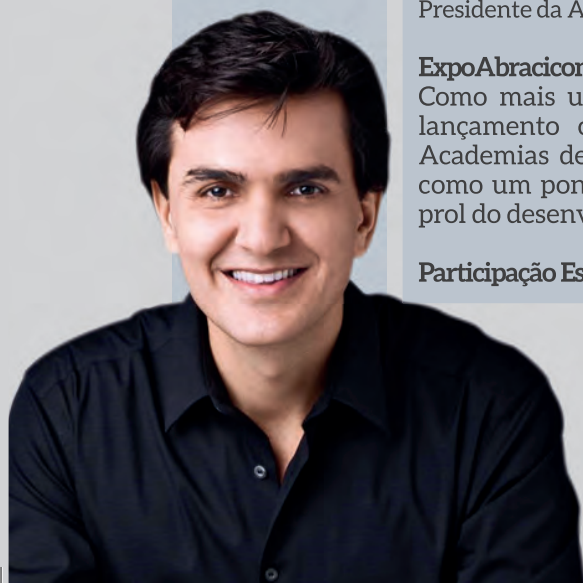 Presidente da A
ExpoAbracicon
Como mais u
lançamento
Academias de
como um pon
prol do desenv
Participação Es